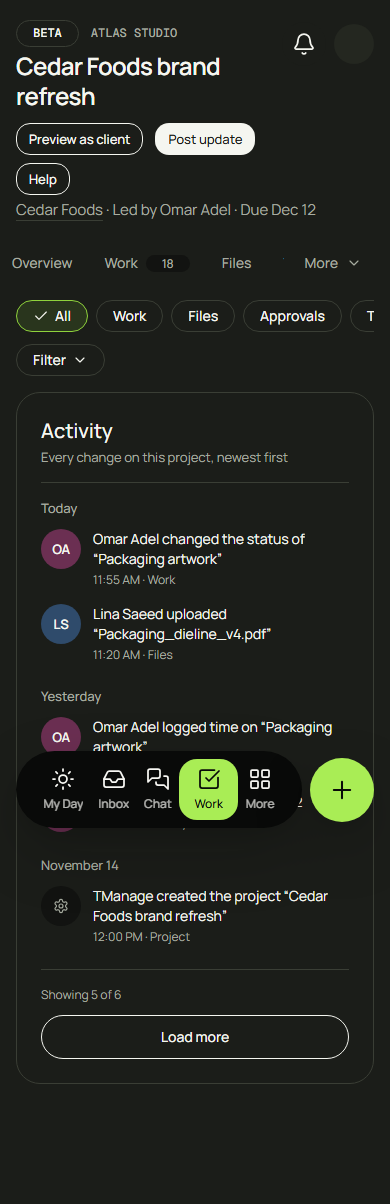 BETA ATLAS STUDIO
Cedar Foods brand
refresh
Preview as client
Post update
Help
Cedar Foods · Led by Omar Adel · Due Dec 12
Overview
Work 18
Files
More
All
Work
Files
Approvals
Filter
Activity
Every change on this project, newest first
Today
OA
Omar Adel changed the status of
“Packaging artwork”
11:55 AM · Work
LS
Lina Saeed uploaded
“Packaging_dieline_v4.pdf”
11:20 AM · Files
Yesterday
OA
Omar Adel logged time on “Packaging
artwork”
My Day
Inbox
Chat
Work
More
November 14
TManage created the project “Cedar
Foods brand refresh”
12:00 PM · Project
Showing 5 of 6
Load more